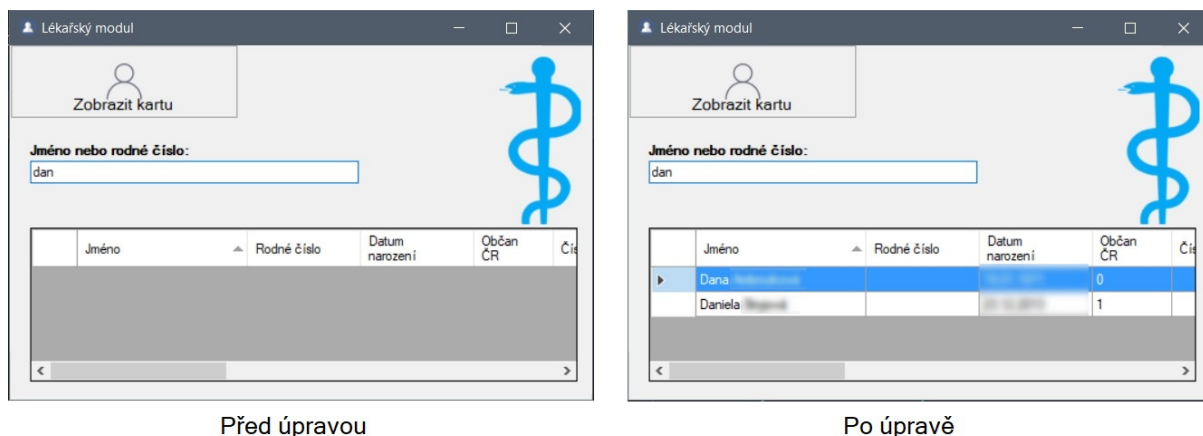 Lékařský modul
Zobrazit kartu
Jméno nebo rodné číslo:
dan
Jméno Rodné číslo Datum narození Občan ČR Čís
Před úpravou
Lékařský modul
Zobrazit kartu
Jméno nebo rodné číslo:
dan
Jméno Rodné číslo Datum narození Občan ČR Čís
Dana 0
Daniela 1
Po úpravě